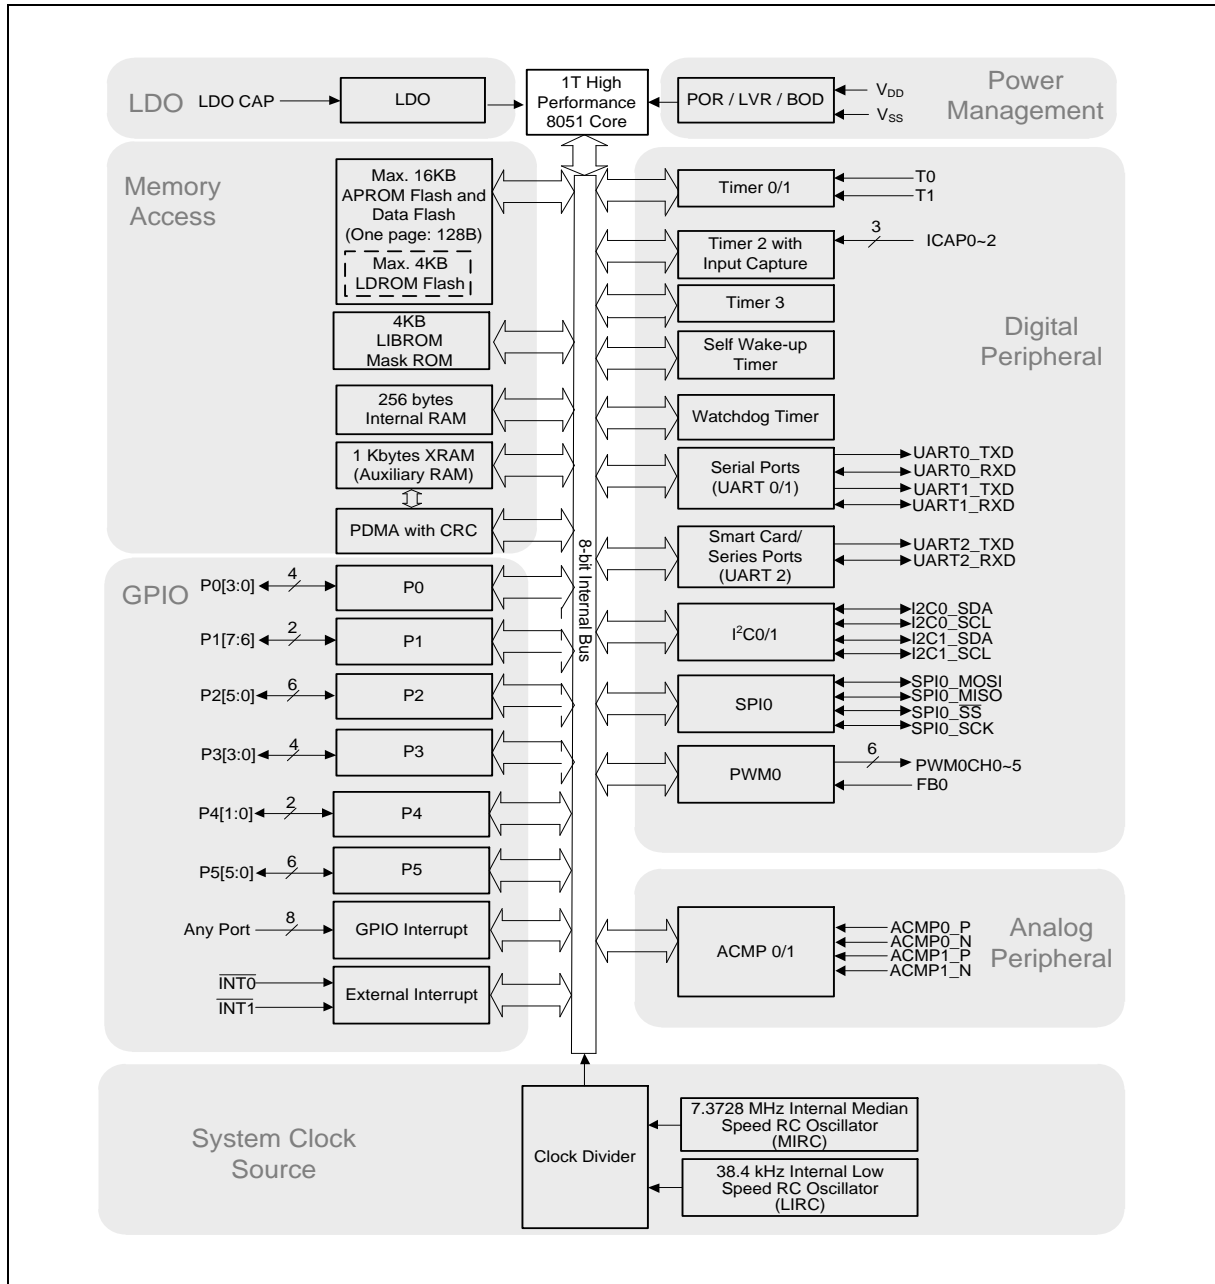 LDO
LDO CAP
LDO
1T High
Performance
8051 Core
POR / LVR / BOD
VDD
VSS
Power
Management
Memory
Access
Max. 16KB
APROM Flash and
Data Flash
(One page: 128B)
Max. 4KB
LDROM Flash
4KB
LIBROM
Mask ROM
256 bytes
Internal RAM
1 Kbytes XRAM
(Auxiliary RAM)
PDMA with CRC
GPIO
P0[3:0]
4
P0
P1[7:6]
2
P1
P2[5:0]
6
P2
P3[3:0]
4
P3
P4[1:0]
2
P4
P5[5:0]
6
P5
Any Port
8
GPIO Interrupt
INT0
INT1
External Interrupt
8-bit Internal Bus
Digital
Peripheral
Timer 0/1
T0
T1
Timer 2 with
Input Capture
3
ICAP0~2
Timer 3
Self Wake-up
Timer
Watchdog Timer
Serial Ports
(UART 0/1)
UART0_TXD
UART0_RXD
UART1_TXD
UART1_RXD
Smart Card/
Series Ports
(UART 2)
UART2_TXD
UART2_RXD
I²C0/1
I2C0_SDA
I2C0_SCL
I2C1_SDA
I2C1_SCL
SPI0
SPI0_MOSI
SPI0_MISO
SPI0_SS
SPI0_SCK
PWM0
6
PWM0CH0~5
FB0
Analog
Peripheral
ACMP 0/1
ACMP0_P
ACMP0_N
ACMP1_P
ACMP1_N
System Clock
Source
Clock Divider
7.3728 MHz Internal Median
Speed RC Oscillator
(MIRC)
38.4 kHz Internal Low
Speed RC Oscillator
(LIRC)